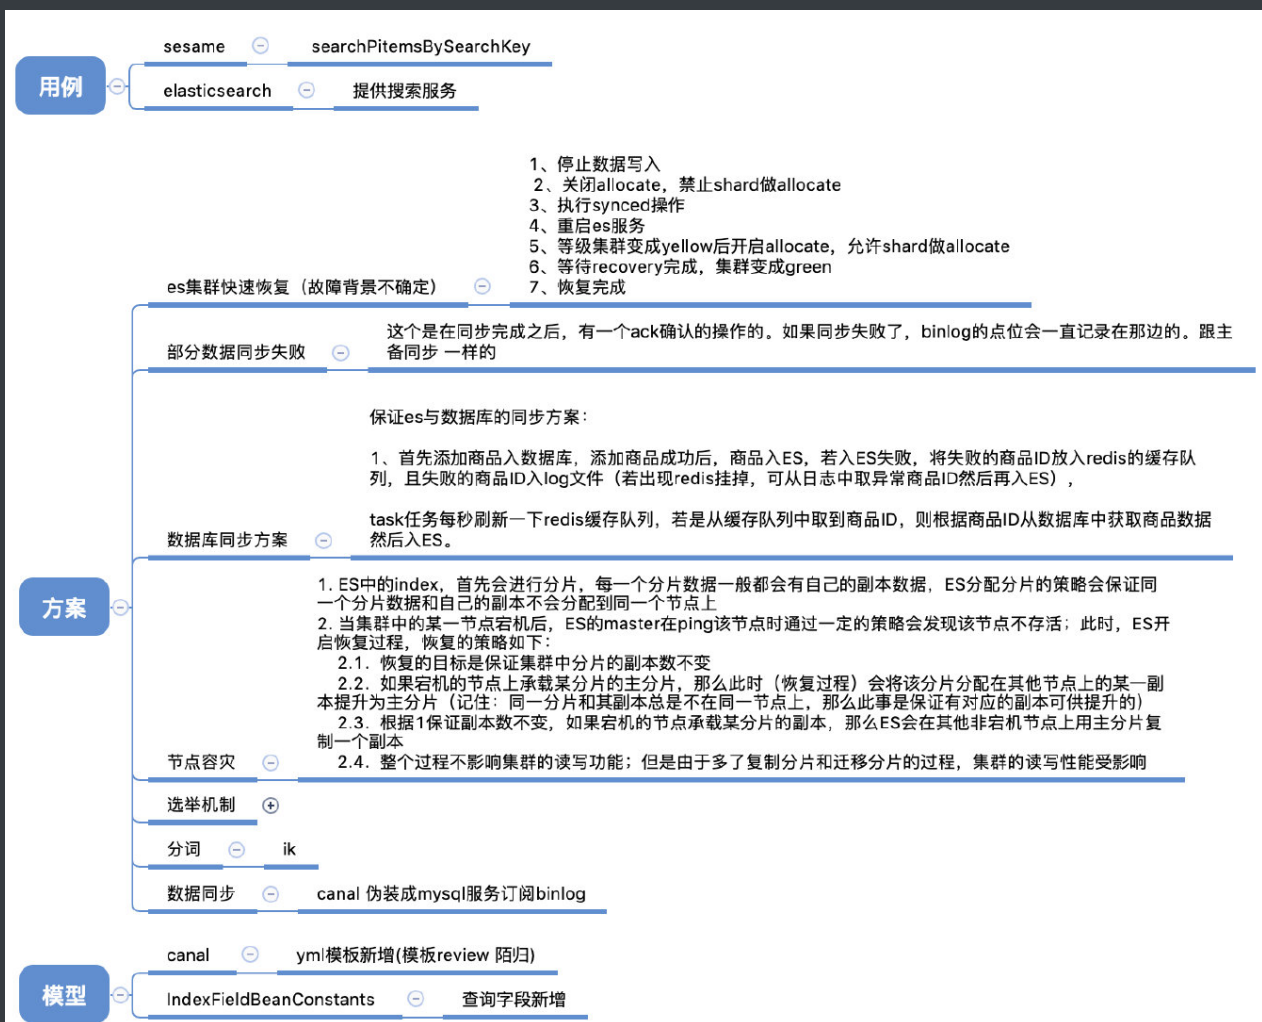 用例
sesame
searchPitemsBySearchKey
elasticsearch
提供搜索服务
方案
es集群快速恢复（故障背景不确定）
1、停止数据写入
2、关闭allocate，禁止shard做allocate
3、执行synced操作
4、重启es服务
5、等级集群变成yellow后开启allocate，允许shard做allocate
6、等待recovery完成，集群变成green
7、恢复完成
部分数据同步失败
这个是在同步完成之后，有一个ack确认的操作的。如果同步失败了，binlog的点位会一直记录在那边的。跟主
备同步 一样的
数据库同步方案
保证es与数据库的同步方案：
1、首先添加商品入数据库，添加商品成功后，商品入ES，若入ES失败，将失败的商品ID放入redis的缓存队
列，且失败的商品ID入log文件（若出现redis挂掉，可从日志中取异常商品ID然后再入ES），
task任务每秒刷新一下redis缓存队列，若是从缓存队列中取到商品ID，则根据商品ID从数据库中获取商品数据
然后入ES。
节点容灾
1. ES中的index，首先会进行分片，每一个分片数据一般都会有自己的副本数据，ES分配分片的策略会保证同
一个分片数据和自己的副本不会分配到同一个节点上
2. 当集群中的某一节点宕机后，ES的master在ping该节点时通过一定的策略会发现该节点不存活；此时，ES开
启恢复过程，恢复的策略如下：
2.1. 恢复的目标是保证集群中分片的副本数不变
2.2. 如果宕机的节点上承载某分片的主分片，那么此时（恢复过程）会将该分片分配在其他节点上的某一副
本提升为主分片（记住：同一分片和其副本总是不在同一节点上，那么此事是保证有对应的副本可供提升的）
2.3. 根据1保证副本数不变，如果宕机的节点承载某分片的副本，那么ES会在其他非宕机节点上用主分片复
制一个副本
2.4. 整个过程不影响集群的读写功能；但是由于多了复制分片和迁移分片的过程，集群的读写性能受影响
选举机制
分词
ik
数据同步
canal 伪装成mysql服务订阅binlog
模型
canal
yml模板新增(模板review 陌归)
IndexFieldBeanConstants
查询字段新增